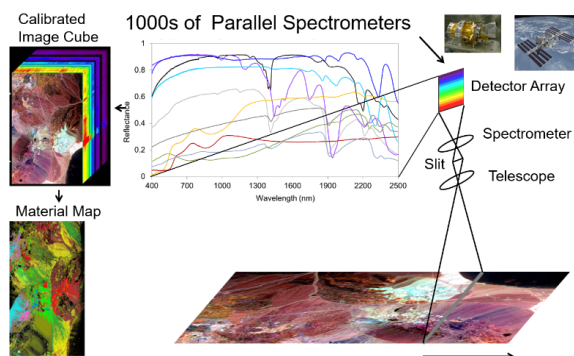 Calibrated
Image Cube
1000s of Parallel Spectrometers
Detector Array
Spectrometer
Slit
Telescope
Reflectance
1
0.8
0.6
0.4
0.2
0
400
700
1000
1300
1600
1900
2200
2500
Wavelength (nm)
Material Map